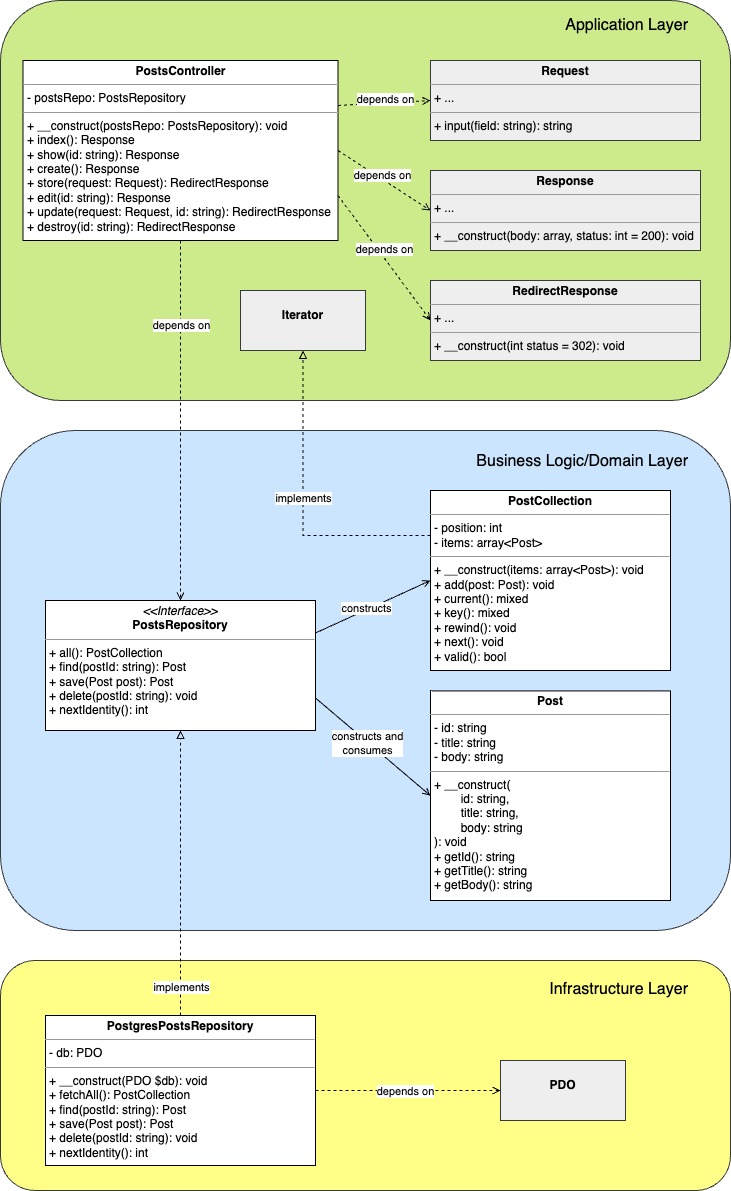 Application Layer
PostsController
- postsRepo: PostsRepository
+ __construct(postsRepo: PostsRepository): void
+ index(): Response
+ show(id: string): Response
+ create(): Response
+ store(request: Request): RedirectResponse
+ edit(id: string): Response
+ update(request: Request, id: string): RedirectResponse
+ destroy(id: string): RedirectResponse
depends on
Request
+ ...
+ input(field: string): string
depends on
Response
+ ...
+ __construct(body: array, status: int = 200): void
depends on
RedirectResponse
+ ...
+ __construct(int status = 302): void
Iterator
depends on
Business Logic/Domain Layer
implements
PostCollection
- position: int
- items: array<Post>
+ __construct(items: array<Post>): void
+ add(post: Post): void
+ current(): mixed
+ key(): mixed
+ rewind(): void
+ next(): void
+ valid(): bool
<<Interface>>
PostsRepository
+ all(): PostCollection
+ find(postId: string): Post
+ save(Post post): Post
+ delete(postId: string): void
+ nextIdentity(): int
constructs
constructs and
consumes
Post
- id: string
- title: string
- body: string
+ __construct(
id: string,
title: string,
body: string
): void
+ getId(): string
+ getTitle(): string
+ getBody(): string
Infrastructure Layer
implements
PostgresPostsRepository
- db: PDO
+ __construct(PDO $db): void
+ fetchAll(): PostCollection
+ find(postId: string): Post
+ save(Post post): Post
+ delete(postId: string): void
+ nextIdentity(): int
depends on
PDO